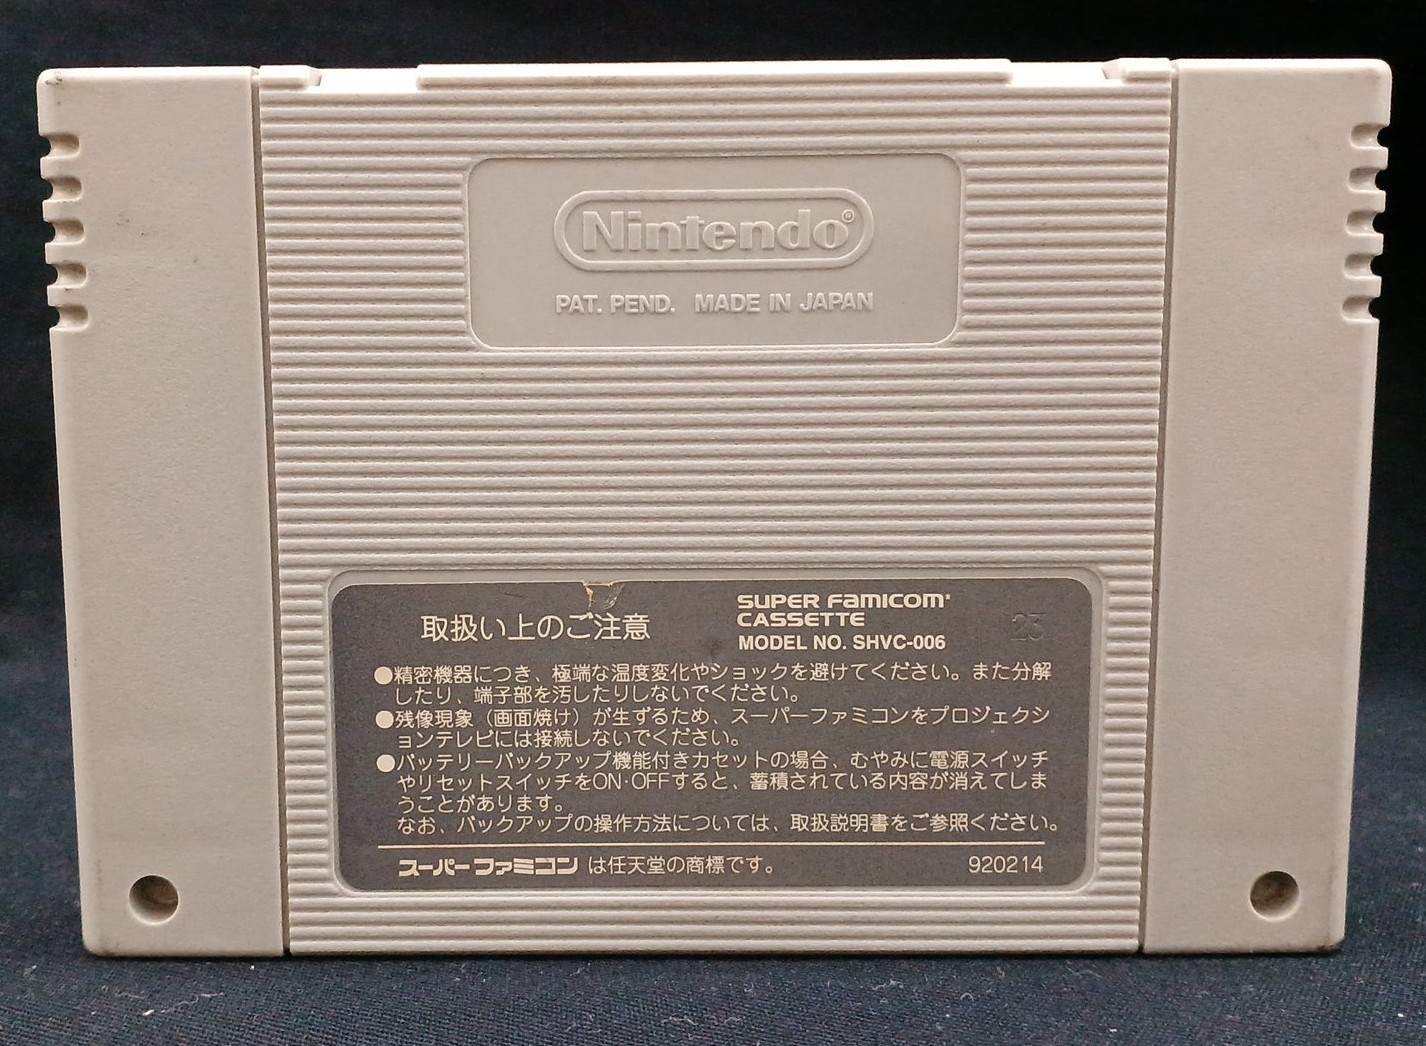 Nintendo®
PAT. PEND. MADE IN JAPAN
取扱い上のご注意
SUPER FAMICOM
CASSETTE
MODEL NO. SHVC-006
23
●精密機器につき、極端な温度変化やショックを避けてください。また分解
したり、端子部を汚したりしないでください。
●残像現象（画面焼け）が生ずるため、スーパーファミコンをプロジェクシ
ョンテレビには接続しないでください。
●バッテリーバックアップ機能付きカセットの場合、むやみに電源スイッチ
やリセットスイッチをON·OFFすると、蓄積されている内容が消えてしま
うことがあります。
なお、バックアップの操作方法については、取扱説明書をご参照ください。
スーパーファミコン は任天堂の商標です。
920214